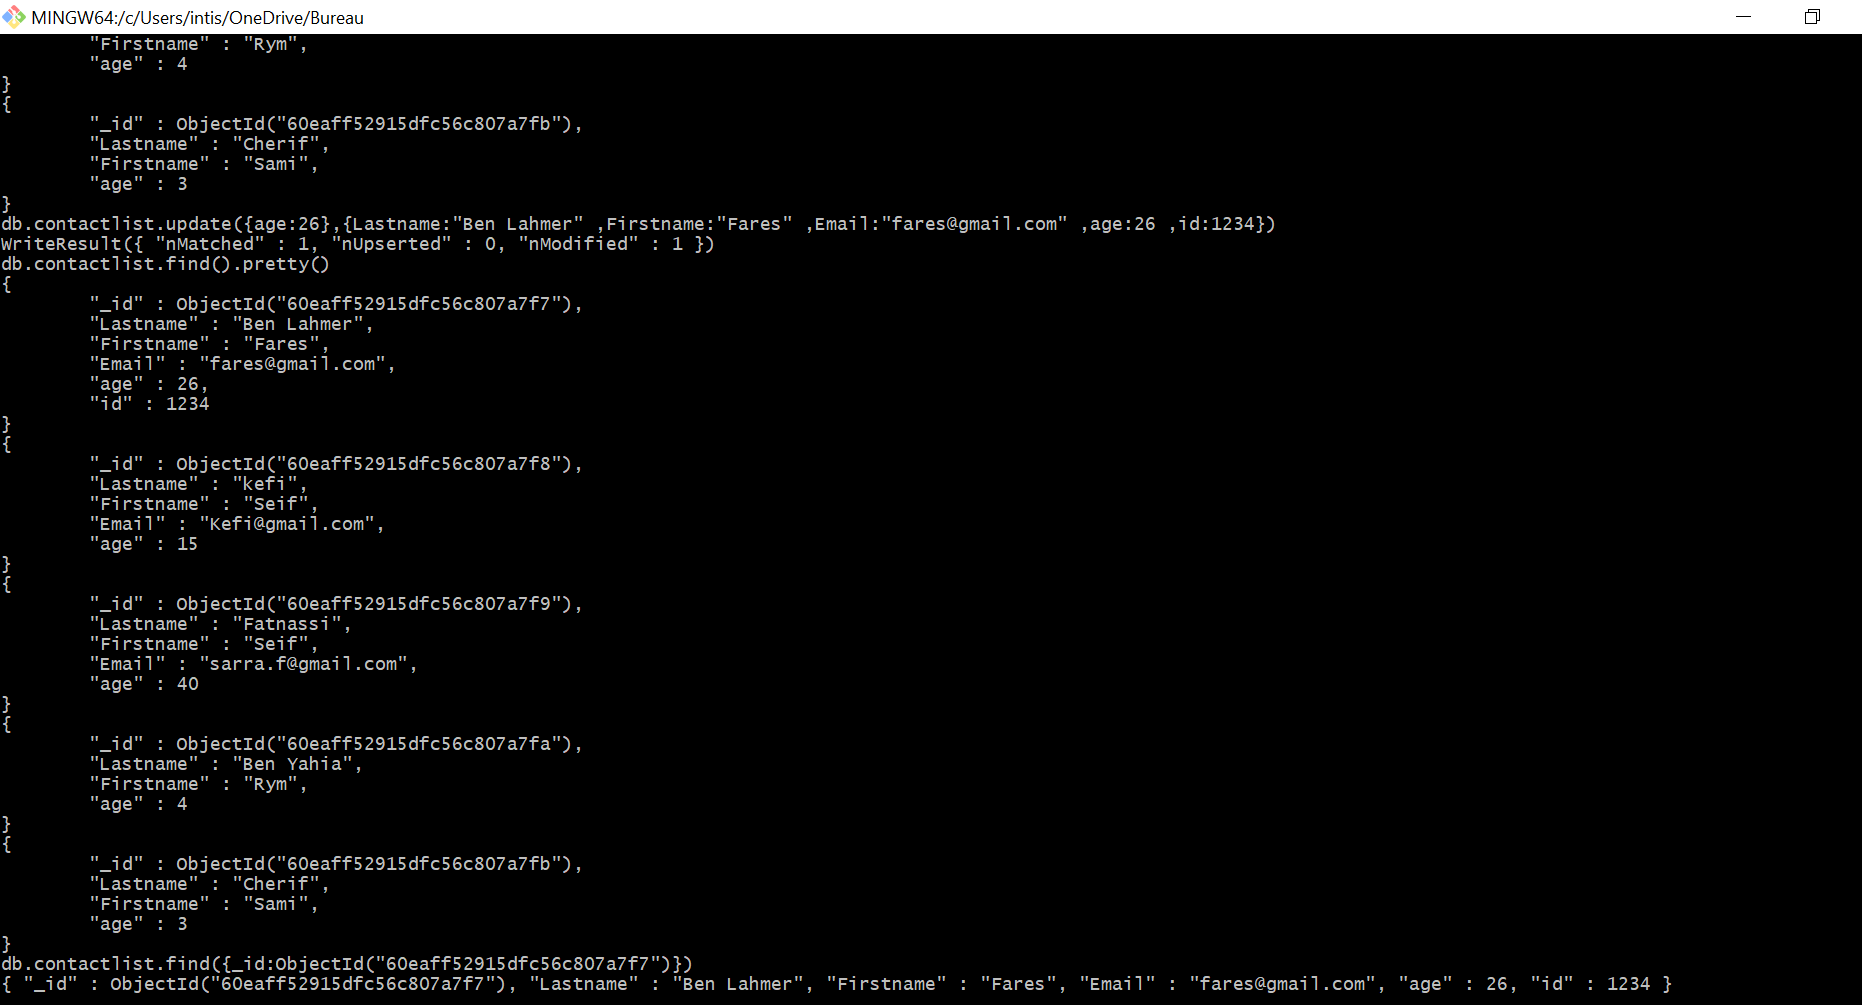 MINGW64:/c/Users/intis/OneDrive/Bureau
"Firstname" : "Rym",
"age" : 4
}
{
"_id" : ObjectId("60eaff52915dfc56c807a7fb"),
"Lastname" : "Cherif",
"Firstname" : "Sami",
"age" : 3
}
db.contactlist.update({age:26},{Lastname:"Ben Lahmer" ,Firstname:"Fares" ,Email:"fares@gmail.com" ,age:26 ,id:1234})
WriteResult({ "nMatched" : 1, "nUpserted" : 0, "nModified" : 1 })
db.contactlist.find().pretty()
{
"_id" : ObjectId("60eaff52915dfc56c807a7f7"),
"Lastname" : "Ben Lahmer",
"Firstname" : "Fares",
"Email" : "fares@gmail.com",
"age" : 26,
"id" : 1234
}
{
"_id" : ObjectId("60eaff52915dfc56c807a7f8"),
"Lastname" : "kefi",
"Firstname" : "Seif",
"Email" : "Kefi@gmail.com",
"age" : 15
}
{
"_id" : ObjectId("60eaff52915dfc56c807a7f9"),
"Lastname" : "Fatnassi",
"Firstname" : "Seif",
"Email" : "sarra.f@gmail.com",
"age" : 40
}
{
"_id" : ObjectId("60eaff52915dfc56c807a7fa"),
"Lastname" : "Ben Yahia",
"Firstname" : "Rym",
"age" : 4
}
{
"_id" : ObjectId("60eaff52915dfc56c807a7fb"),
"Lastname" : "Cherif",
"Firstname" : "Sami",
"age" : 3
}
db.contactlist.find({_id:ObjectId("60eaff52915dfc56c807a7f7")})
{ "_id" : ObjectId("60eaff52915dfc56c807a7f7"), "Lastname" : "Ben Lahmer", "Firstname" : "Fares", "Email" : "fares@gmail.com", "age" : 26, "id" : 1234 }